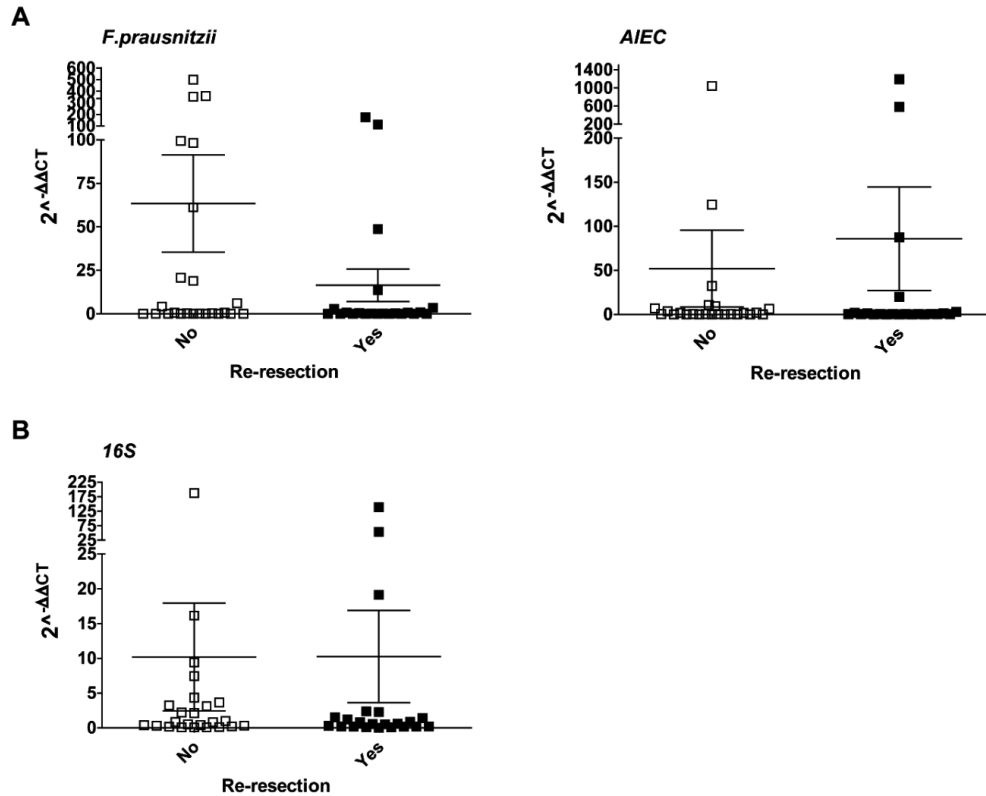 A
F.prausnitzii
600
500
400
300
200
100
100
75
50
25
0
2^-ΔΔCT
No
Yes
Re-resection
AIEC
1400
1000
600
200
200
150
100
50
0
2^-ΔΔCT
No
Yes
Re-resection
B
16S
225
175
125
75
25
25
20
15
10
5
0
2^-ΔΔCT
No
Yes
Re-resection